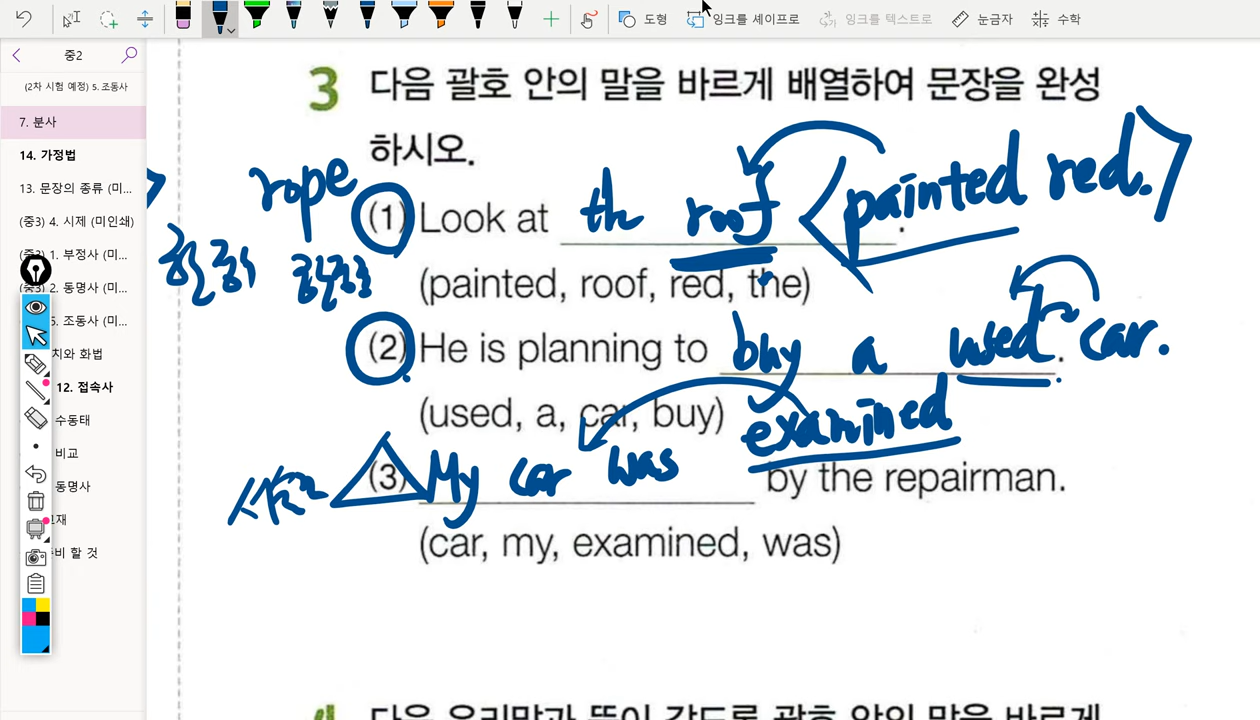 도형
잉크를 셰이프로
잉크를 텍스트로
눈금자
수학
중2
(2차 시험 예정) 5. 조동사
7. 분사
14. 가정법
13. 문장의 종류 (미...
(중3) 4. 시제 (미인쇄)
1. 부정사 (미...
2. 동명사 (미...
5. 조동사 (미...
치와 화법
12. 접속사
수동태
비교
동명사
교재
준비 할 것
3 다음 괄호 안의 말을 바르게 배열하여 문장을 완성
하시오.
rope
(1) Look at the roof <painted red.>
(painted, roof, red, the)
(2) He is planning to buy a used car.
(used, a, car, buy)
(3) My car was examined by the repairman.
(car, my, examined, was)
4 다음 우리말과 뜻이 같도록 괄호 안의 말을 바르게